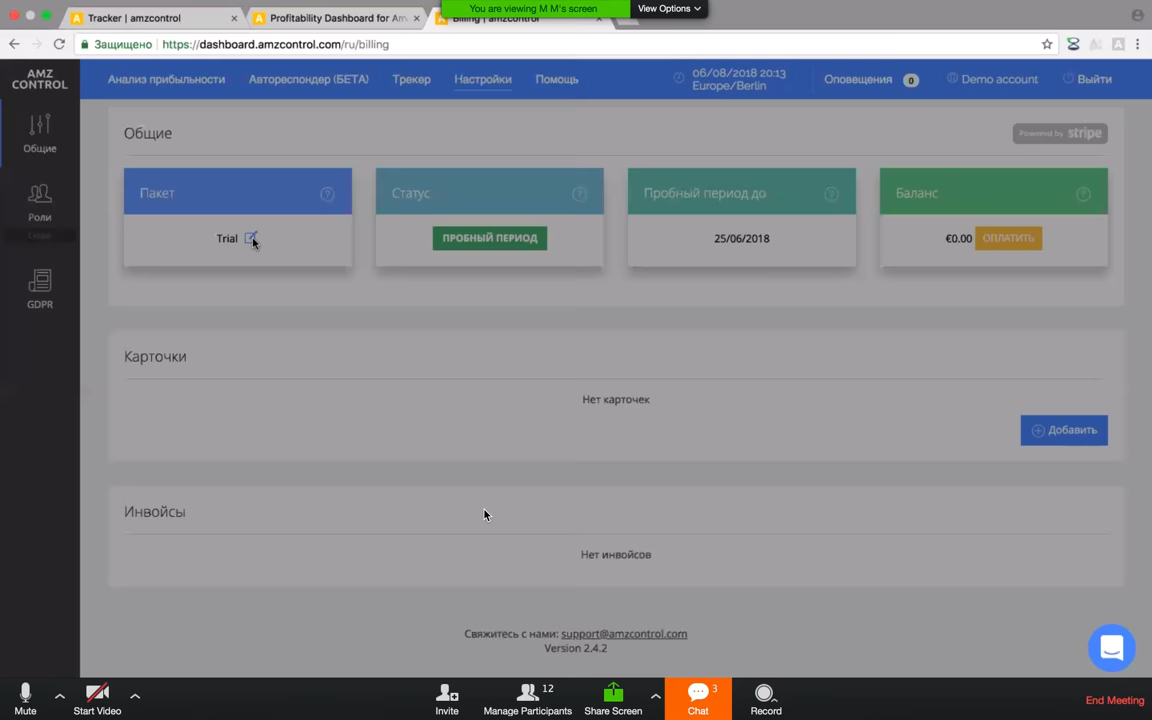 You are viewing M M's screen
View Options
Tracker | amzcontrol
Profitability Dashboard for Am
Billing | amzcontrol
Защищено
https://dashboard.amzcontrol.com/ru/billing
AMZ
CONTROL
Анализ прибыльности
Автореспондер (БЕТА)
Трекер
Настройки
Помощь
06/08/2018 20:13
Europe/Berlin
Оповещения 0
Demo account
Выйти
Общие
Роли
GDPR
Общие
Powered by stripe
Пакет
Статус
Пробный период до
Баланс
Trial
ПРОБНЫЙ ПЕРИОД
25/06/2018
€0.00 ОПЛАТИТЬ
Карточки
Нет карточек
Добавить
Инвойсы
Нет инвойсов
Свяжитесь с нами: support@amzcontrol.com
Version 2.4.2
Mute
Start Video
Invite
12
Manage Participants
Share Screen
3
Chat
Record
End Meeting